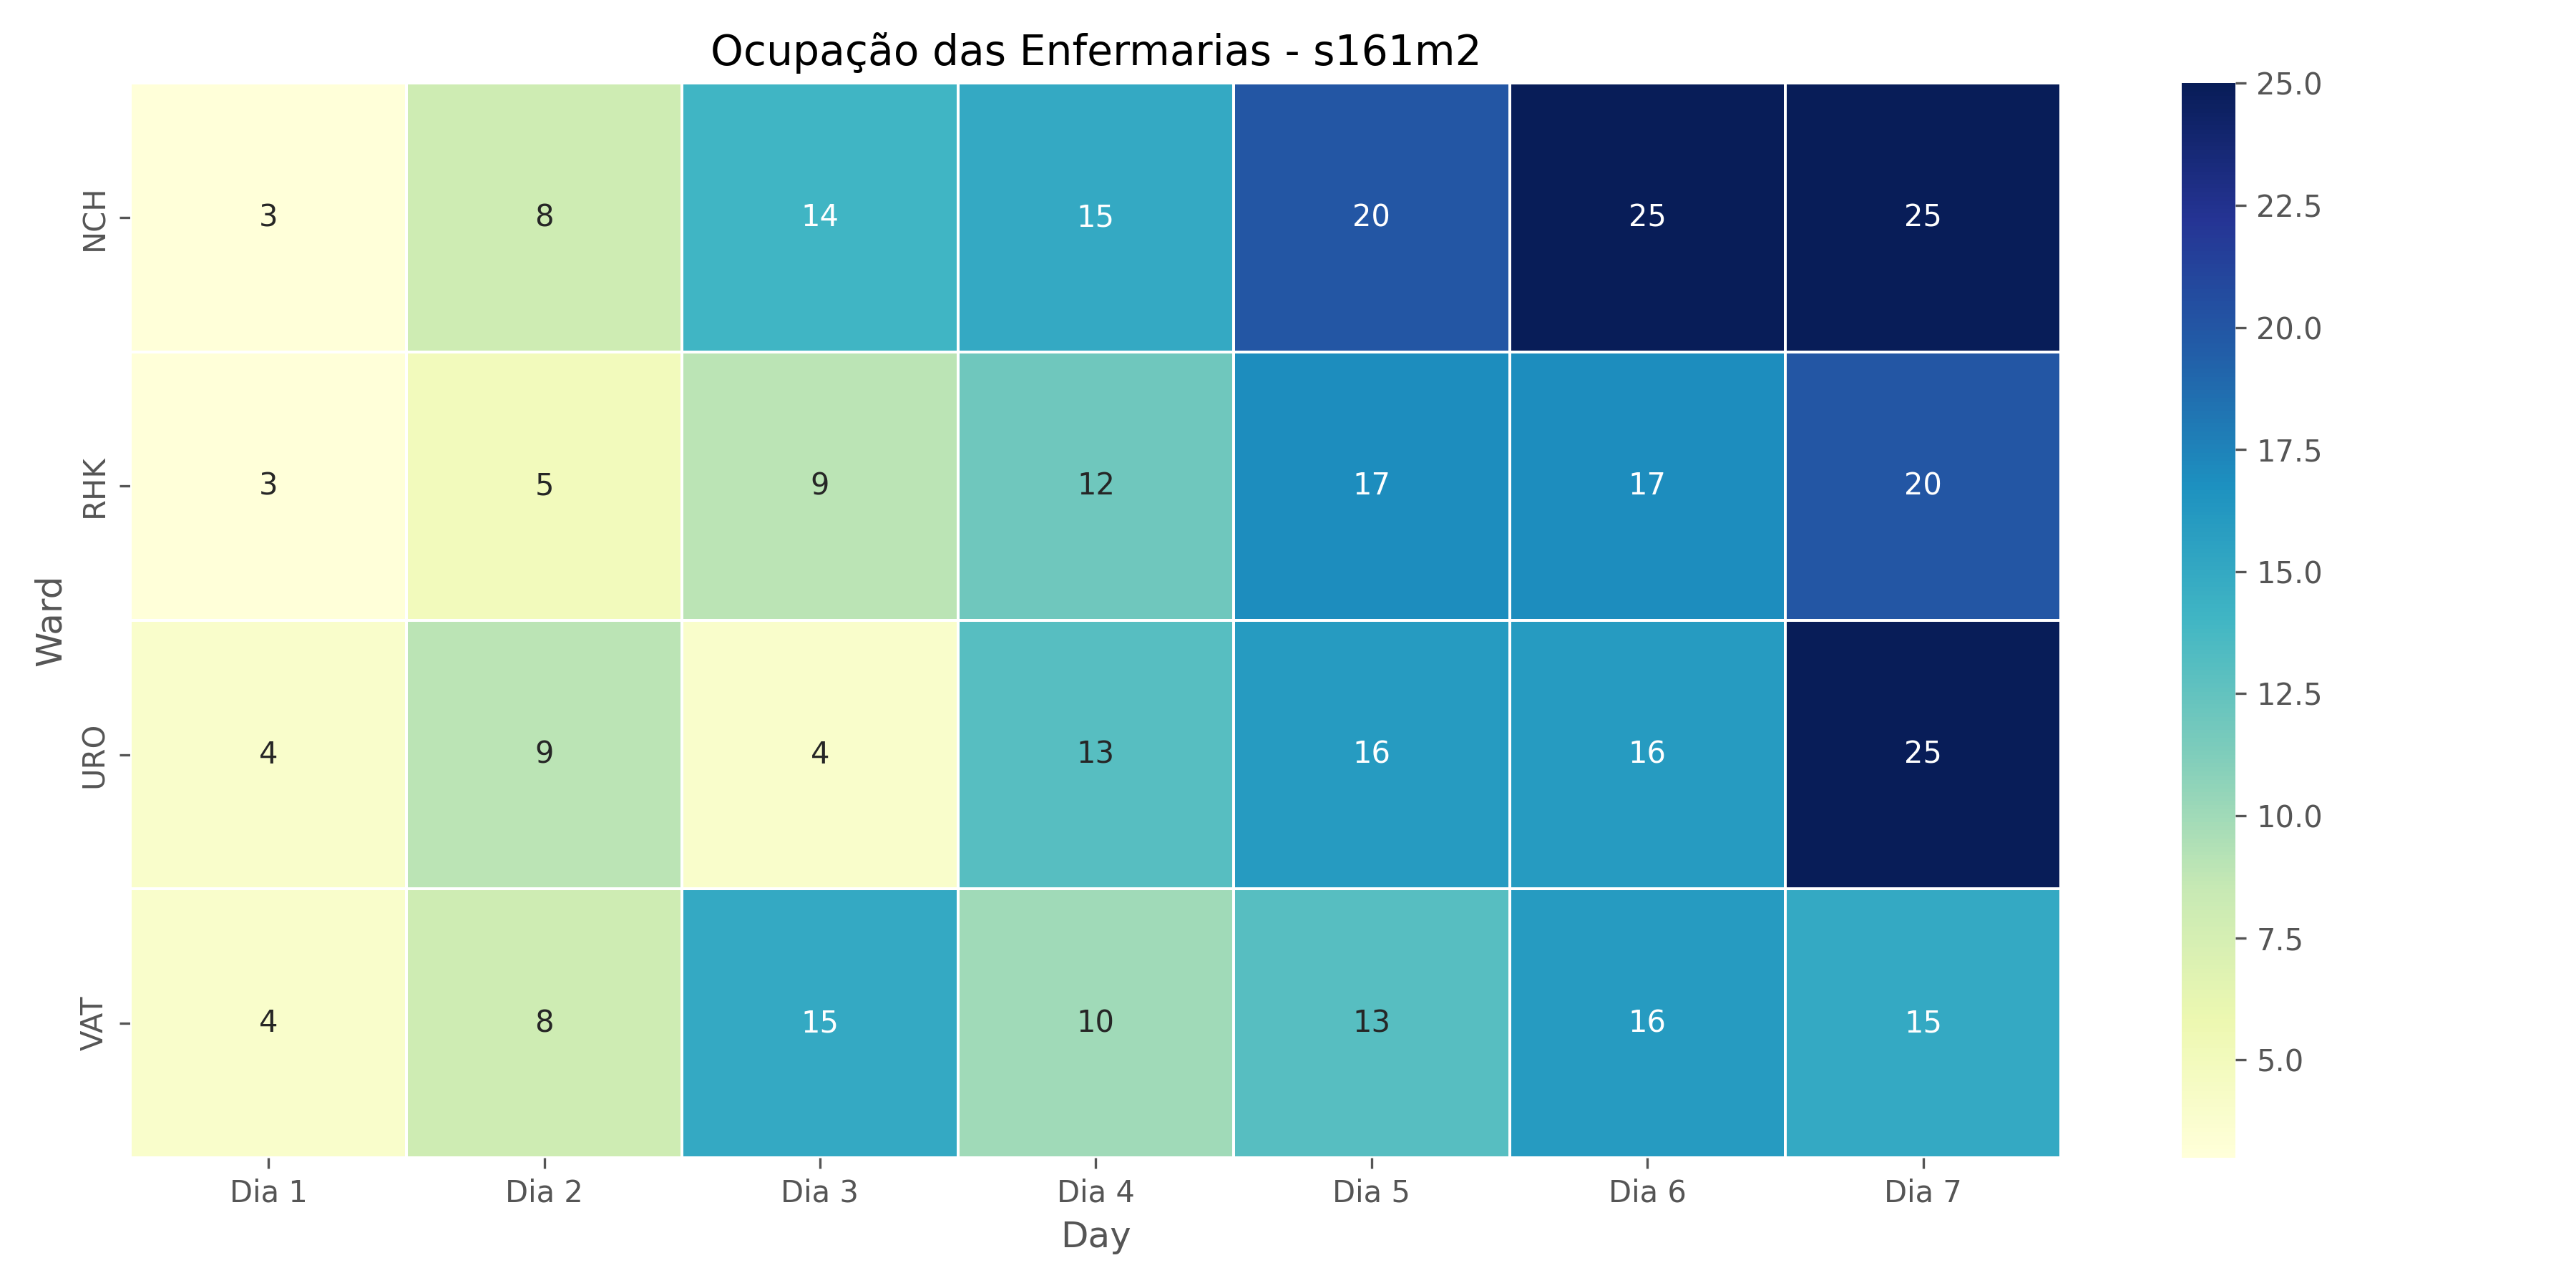 Ocupação das Enfermarias - s161m2
Ward
NCH 3 8 14 15 20 25 25
RHK 3 5 9 12 17 17 20
URO 4 9 4 13 16 16 25
VAT 4 8 15 10 13 16 15
Dia 1 Dia 2 Dia 3 Dia 4 Dia 5 Dia 6 Dia 7
Day
25.0
22.5
20.0
17.5
15.0
12.5
10.0
7.5
5.0